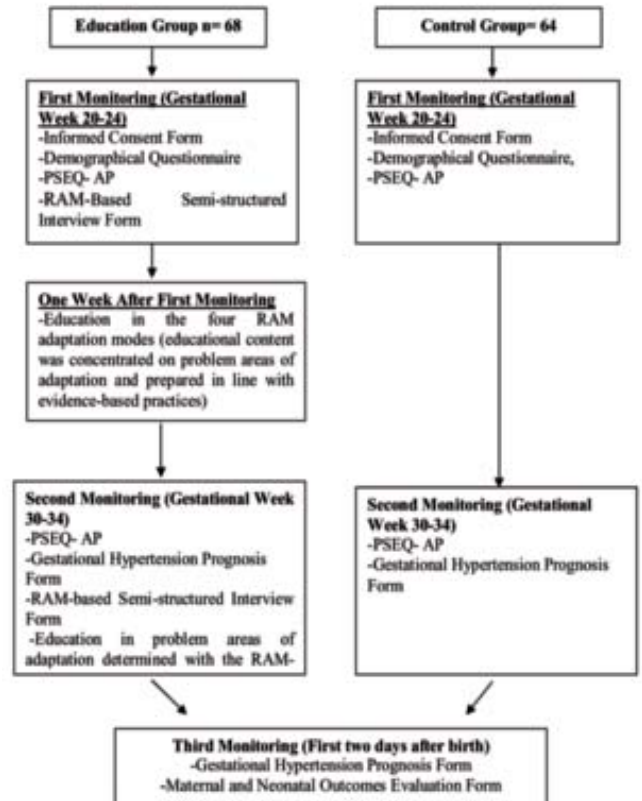 Education Group n= 68
Control Group= 64
First Monitoring (Gestational
Week 20-24)
-Informed Consent Form
-Demographical Questionnaire
-PSEQ- AP
-RAM-Based Semi-structured
Interview Form
First Monitoring (Gestational
Week 20-24)
-Informed Consent Form
-Demographical Questionnaire,
-PSEQ- AP
One Week After First Monitoring
-Education in the four RAM
adaptation modes (educational content
was concentrated on problem areas of
adaptation and prepared in line with
evidence-based practices)
Second Monitoring (Gestational Week
30-34)
-PSEQ- AP
-Gestational Hypertension Prognosis
Form
-RAM-based Semi-structured Interview
Form
-Education in problem areas of
adaptation determined with the RAM-
Second Monitoring (Gestational
Week 30-34)
-PSEQ- AP
-Gestational Hypertension Prognosis
Form
Third Monitoring (First two days after birth)
-Gestational Hypertension Prognosis Form
-Maternal and Neonatal Outcomes Evaluation Form